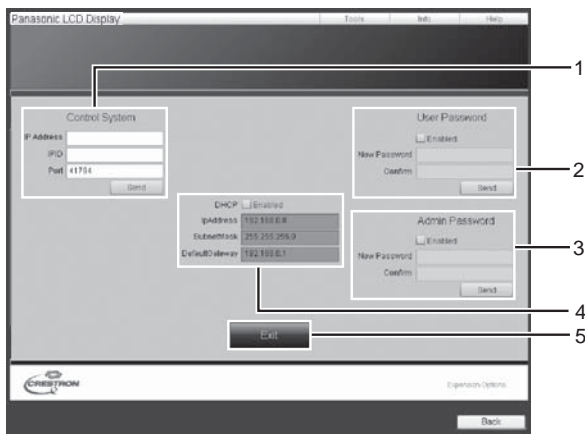 Panasonic LCD Display
Tools Info Help
1
Control System
IP Address
IPID
Port 41794
Send
User Password
Enabled
New Password
Confirm
Send
2
Admin Password
Enabled
New Password
Confirm
Send
3
DHCP Enabled
IpAddress 192.168.0.8
SubnetMask 255.255.255.0
DefaultGateway 192.168.0.1
4
Exit
5
CRESTRON
Expansion Options
Back